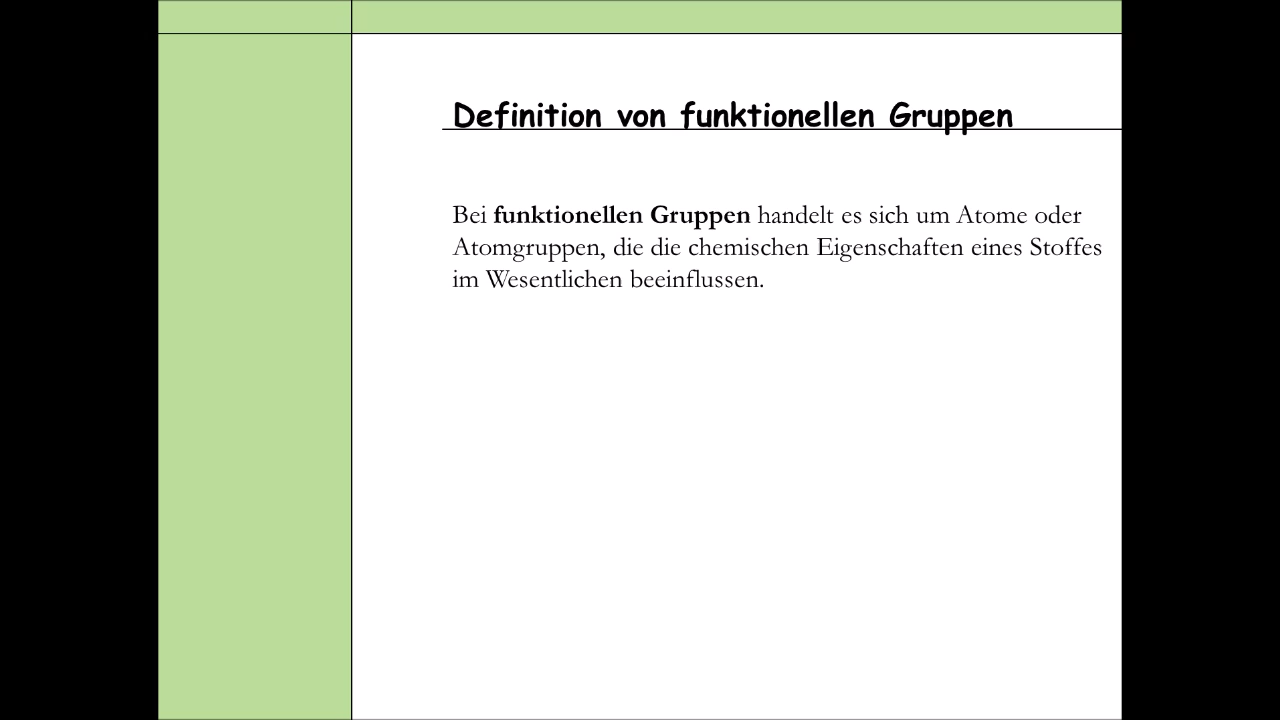 Definition von funktionellen Gruppen
Bei funktionellen Gruppen handelt es sich um Atome oder
Atomgruppen, die die chemischen Eigenschaften eines Stoffes
im Wesentlichen beeinflussen.